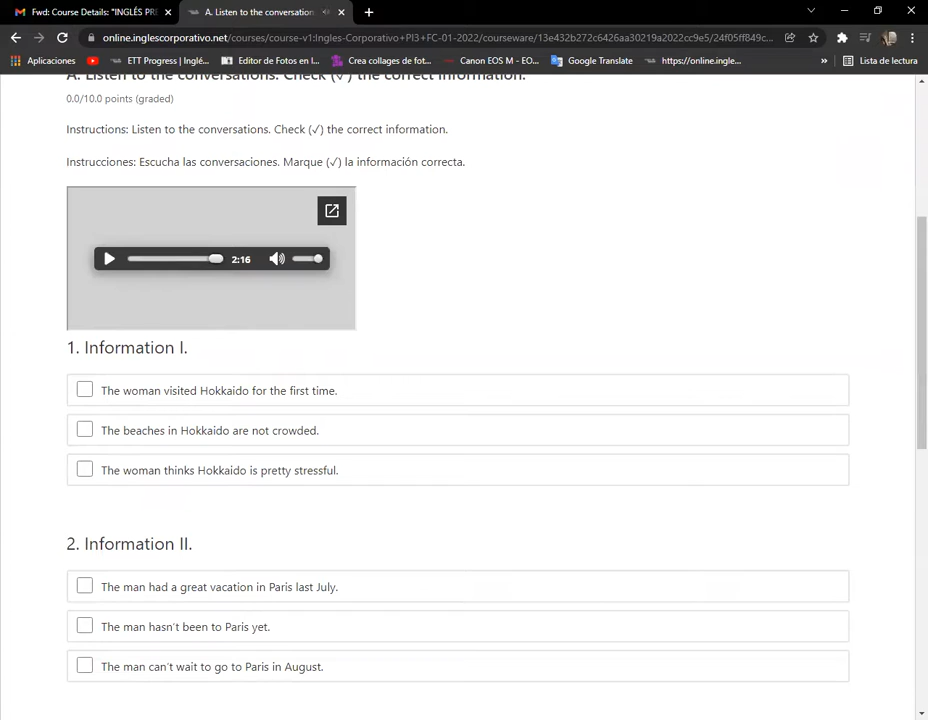 Fwd: Course Details: "INGLÉS PRE
A. Listen to the conversation
online.inglescorporativo.net/courses/course-v1:Ingles-Corporativo+PI3+FC-01-2022/courseware/13e432b272c6426aa30219a2022cc9e5/24f05ff849c...
Aplicaciones
ETT Progress | Inglé...
Editor de Fotos en l...
Crea collages de fot...
Canon EOS M - EO...
Google Translate
https://online.ingle...
»
Lista de lectura
A. Listen to the conversations. Check (√) the correct information.
0.0/10.0 points (graded)
Instructions: Listen to the conversations. Check (√) the correct information.
Instrucciones: Escucha las conversaciones. Marque (√) la información correcta.
2:16
1. Information I.
The woman visited Hokkaido for the first time.
The beaches in Hokkaido are not crowded.
The woman thinks Hokkaido is pretty stressful.
2. Information II.
The man had a great vacation in Paris last July.
The man hasn't been to Paris yet.
The man can't wait to go to Paris in August.